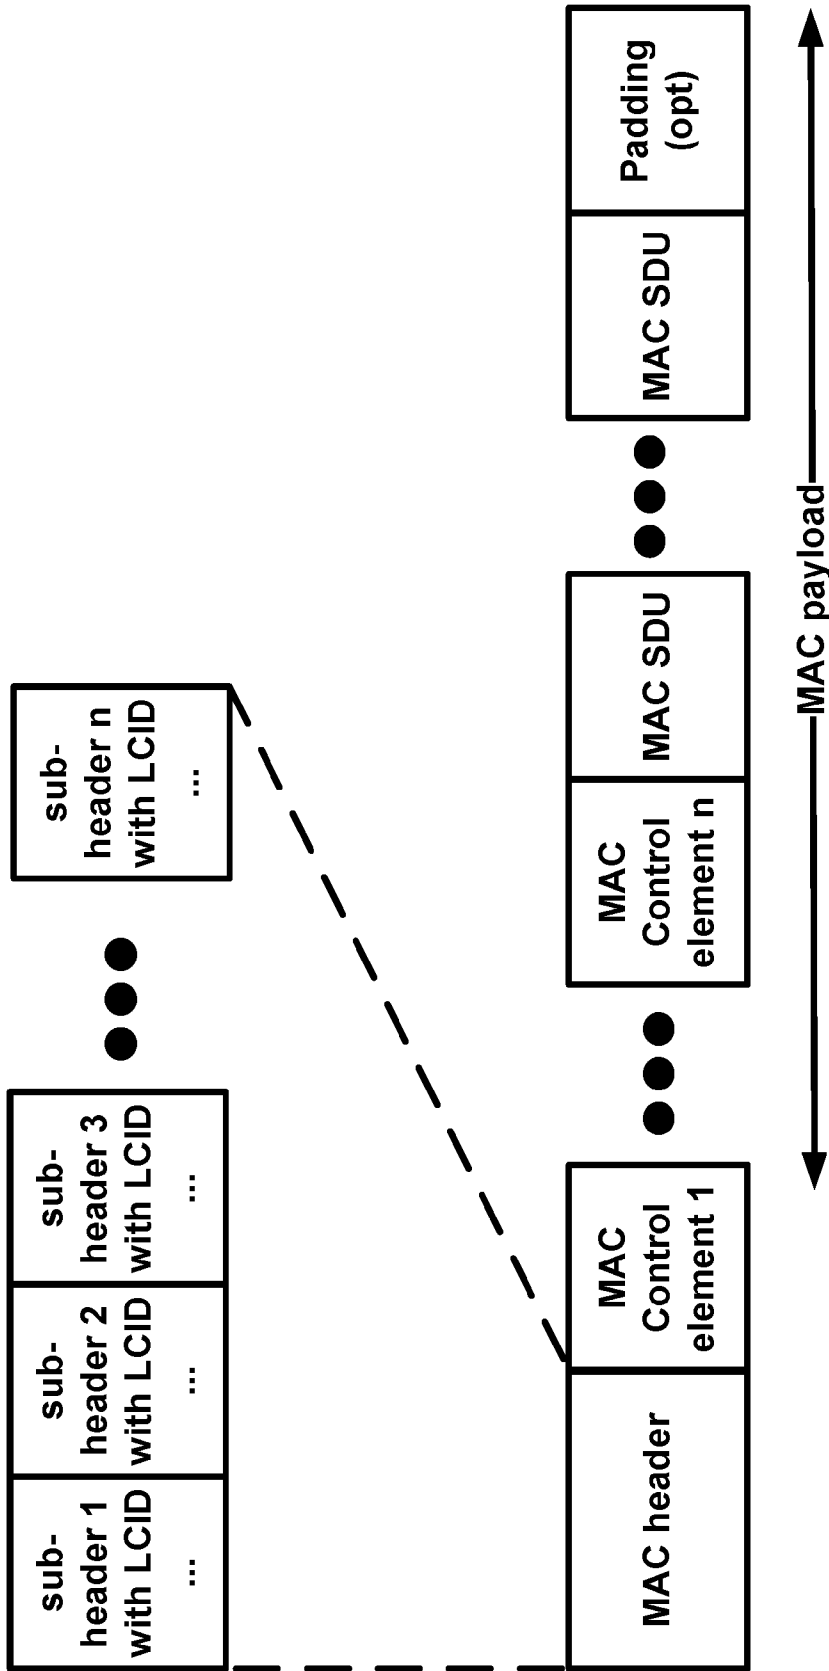 sub-
header 1
with LCID
...
sub-
header 2
with LCID
...
sub-
header 3
with LCID
...
sub-
header n
with LCID
...
MAC header
MAC
Control
element 1
MAC
Control
element n
MAC SDU
MAC SDU
Padding
(opt)
MAC payload